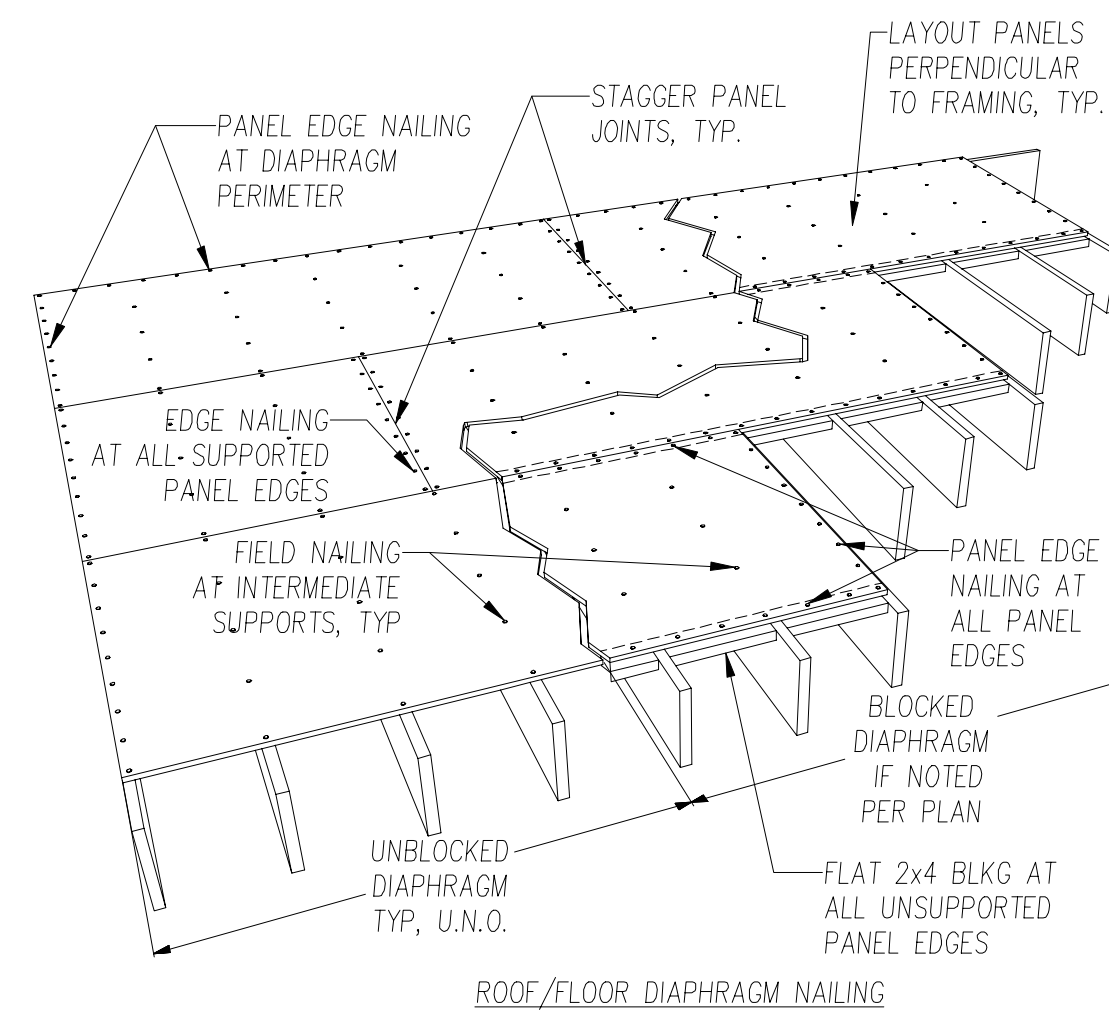 LAYOUT PANELS
PERPENDICULAR
TO FRAMING, TYP.
STAGGER PANEL
JOINTS, TYP.
PANEL EDGE NAILING
AT DIAPHRAGM
PERIMETER
EDGE NAILING
AT ALL SUPPORTED
PANEL EDGES
FIELD NAILING
AT INTERMEDIATE
SUPPORTS, TYP
PANEL EDGE
NAILING AT
ALL PANEL
EDGES
BLOCKED
DIAPHRAGM
IF NOTED
PER PLAN
UNBLOCKED
DIAPHRAGM
TYP, U.N.O.
FLAT 2x4 BLKG AT
ALL UNSUPPORTED
PANEL EDGES
ROOF/FLOOR DIAPHRAGM NAILING